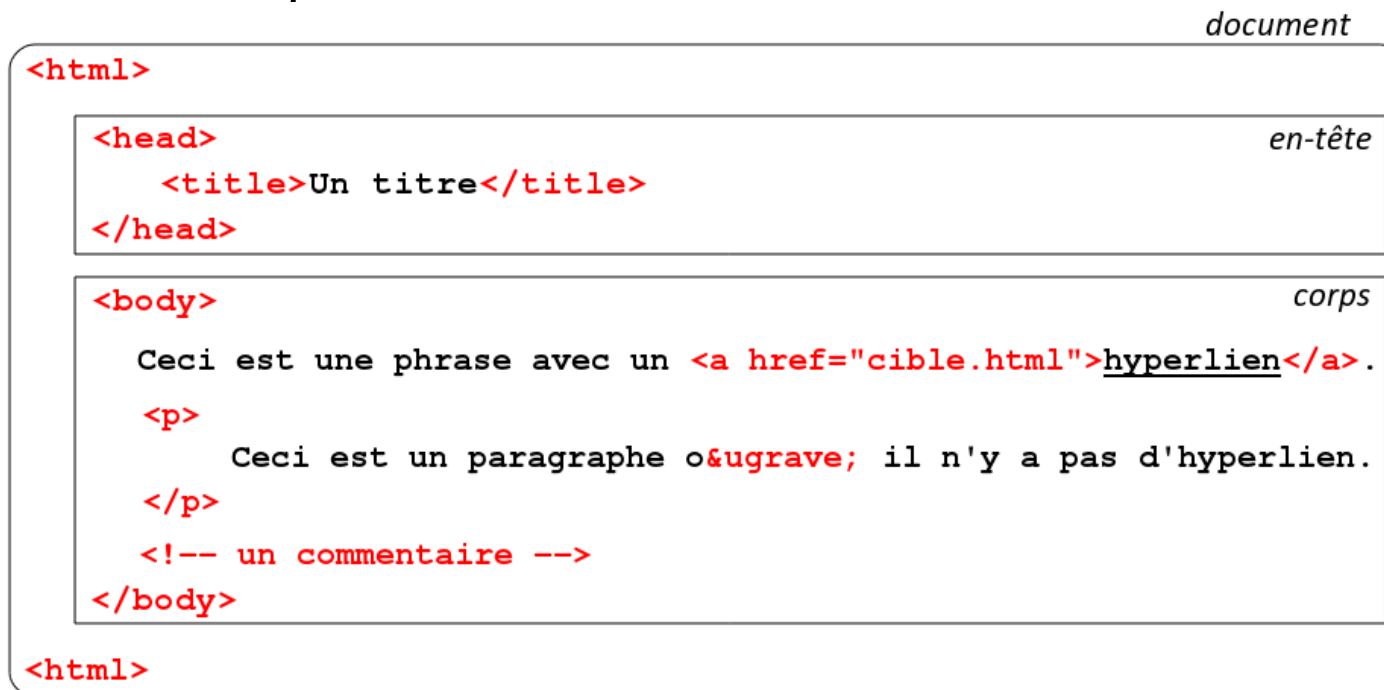 document
<html>
<head>
en-tête
<title>Un titre</title>
</head>
<body>
corps
Ceci est une phrase avec un <a href="cible.html">hyperlien</a>.
<p>
Ceci est un paragraphe o&ugrave; il n'y a pas d'hyperlien.
</p>
<!-- un commentaire -->
</body>
<html>